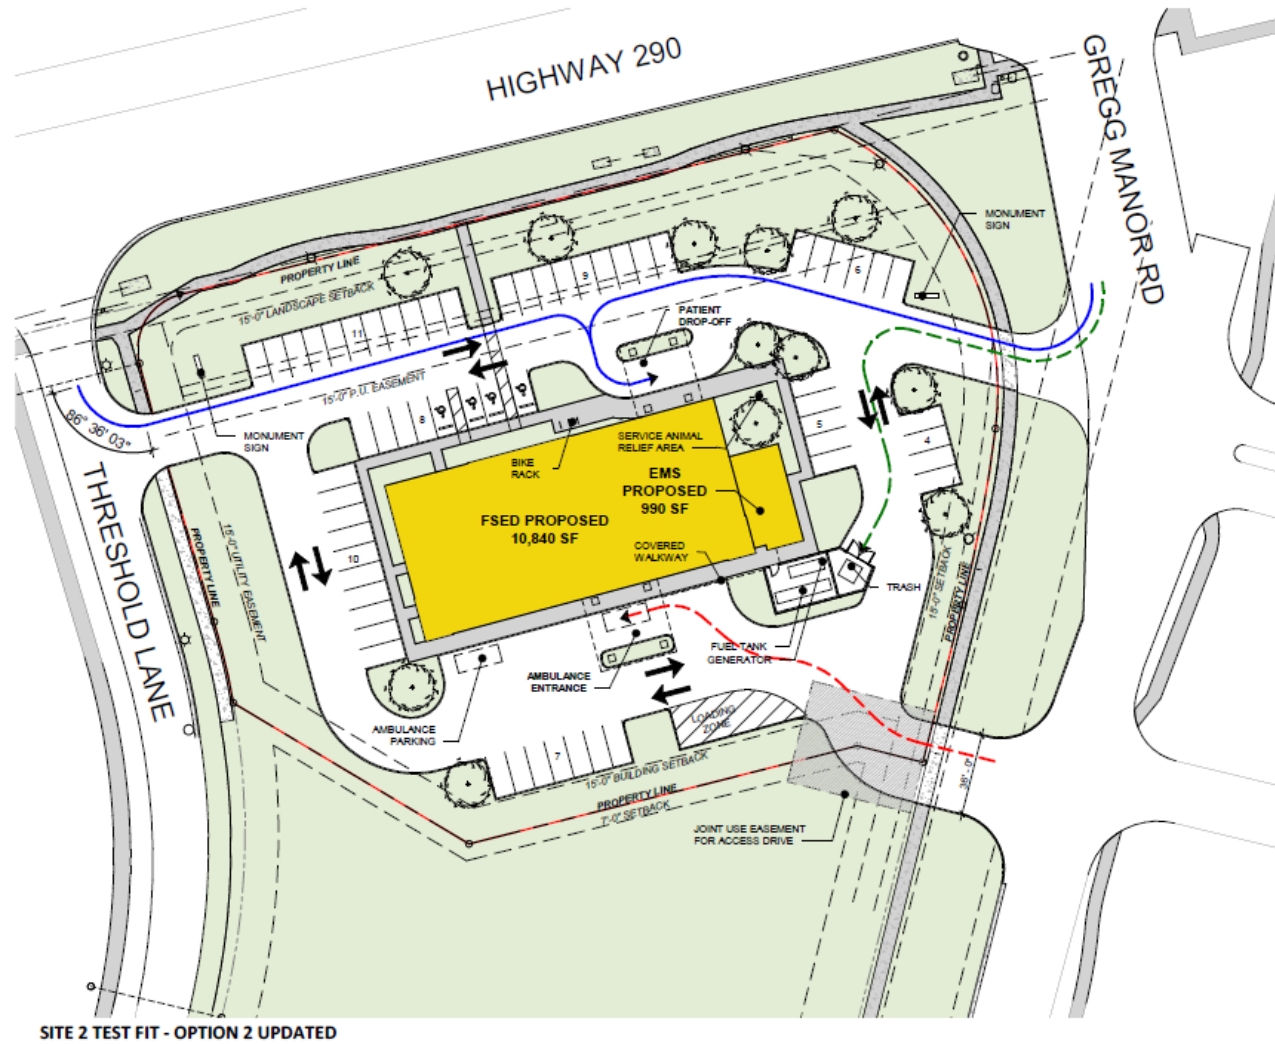 HIGHWAY 290
GREGG MANOR RD
MONUMENT
SIGN
PROPERTY LINE
15'-0" LANDSCAPE SETBACK
9
6
11
PATIENT
DROP-OFF
15'-0" P.U. EASEMENT
86° 36' 03"
8
5
4
MONUMENT
SIGN
BIKE
RACK
SERVICE ANIMAL
RELIEF AREA
EMS
PROPOSED
990 SF
FSED PROPOSED
10,840 SF
THRESHOLD LANE
PROPERTY LINE
15'-0" UTILITY EASEMENT
10
COVERED
WALKWAY
TRASH
15'-0" SETBACK
PROPERTY LINE
FUEL TANK
GENERATOR
AMBULANCE
ENTRANCE
AMBULANCE
PARKING
LOADING
ZONE
7
15'-0" BUILDING SETBACK
PROPERTY LINE
7'-0" SETBACK
36' - 0"
JOINT USE EASEMENT
FOR ACCESS DRIVE
SITE 2 TEST FIT - OPTION 2 UPDATED